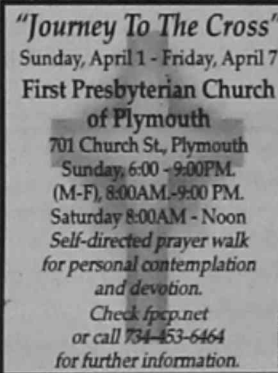 "Journey To The Cross"
Sunday, April 1 - Friday, April 7
First Presbyterian Church
of Plymouth
701 Church St., Plymouth
Sunday, 6:00 - 9:00PM.
(M-F), 8:00AM.-9:00 PM.
Saturday 8:00AM - Noon
Self-directed prayer walk
for personal contemplation
and devotion.
Check fpcp.net
or call 734-453-6464
for further information.